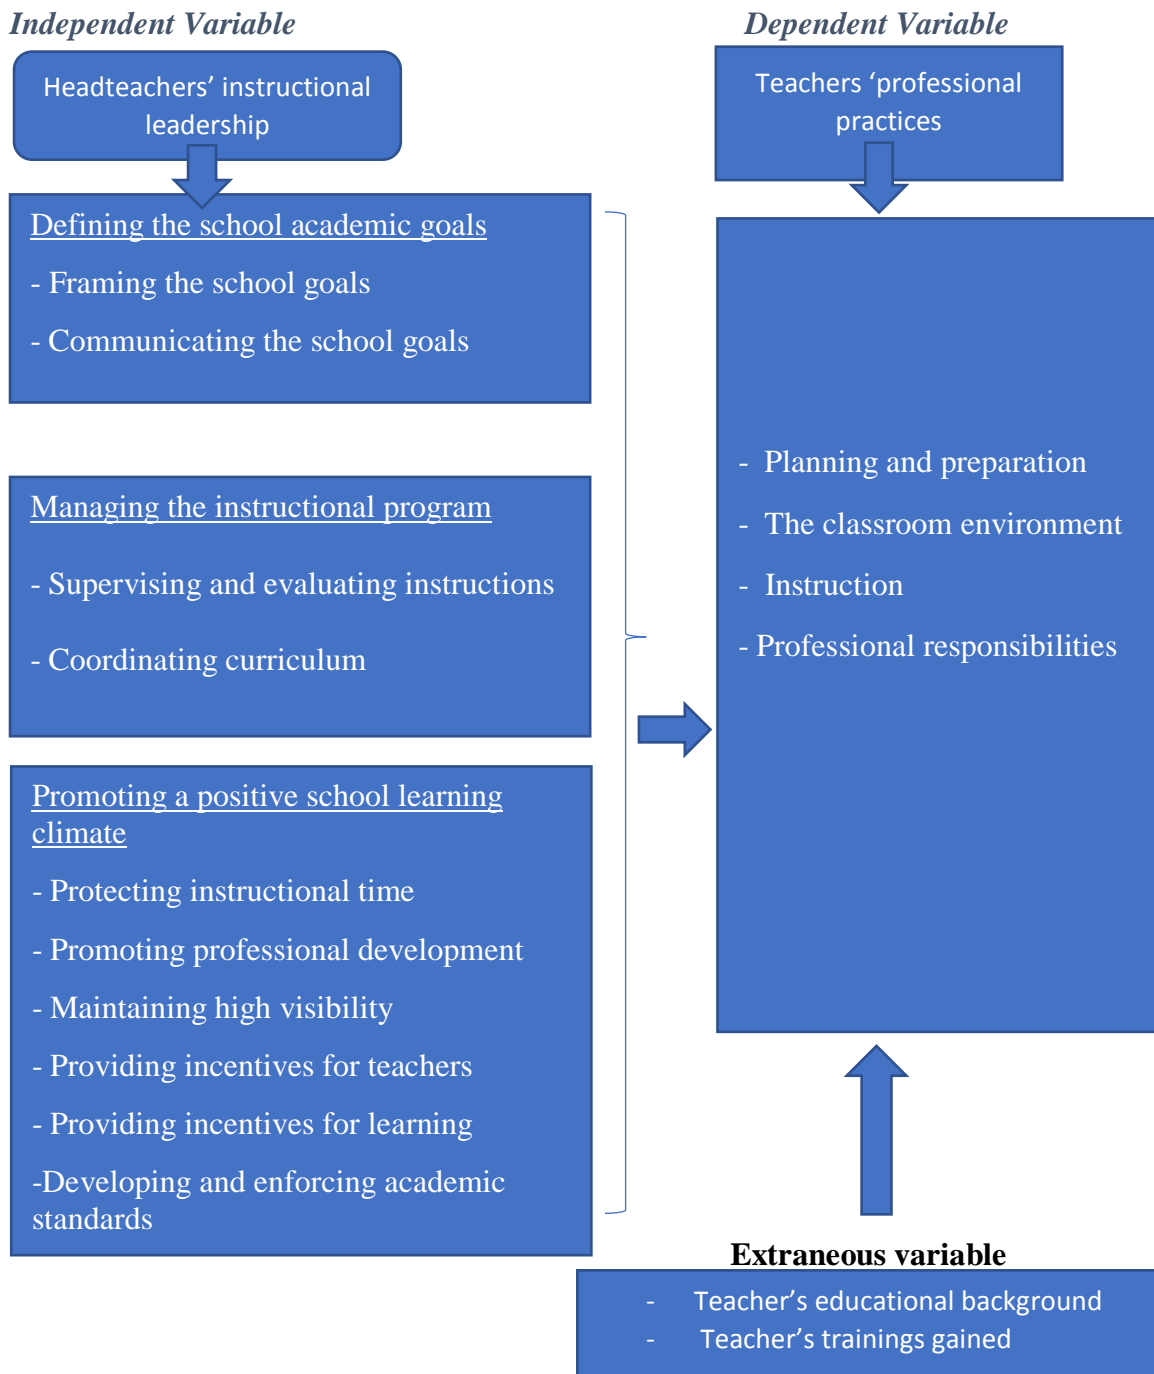 Independent Variable
Headteachers’ instructional
leadership
Defining the school academic goals
- Framing the school goals
- Communicating the school goals
Managing the instructional program
- Supervising and evaluating instructions
- Coordinating curriculum
Promoting a positive school learning
climate
- Protecting instructional time
- Promoting professional development
- Maintaining high visibility
- Providing incentives for teachers
- Providing incentives for learning
-Developing and enforcing academic
standards
Dependent Variable
Teachers ‘professional
practices
- Planning and preparation
- The classroom environment
- Instruction
- Professional responsibilities
Extraneous variable
- Teacher’s educational background
- Teacher’s trainings gained